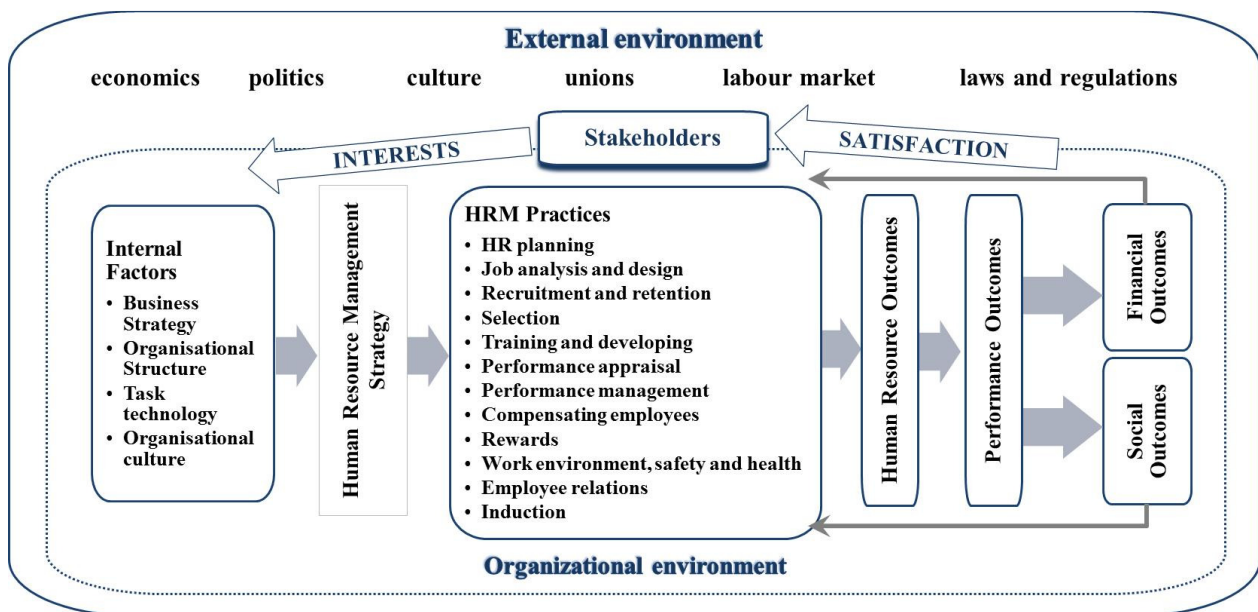 External environment
economics politics culture unions labour market laws and regulations
Stakeholders
INTERESTS
SATISFACTION
Internal
Factors
• Business
Strategy
• Organisational
Structure
• Task
technology
• Organisational
culture
Human Resource Management
Strategy
HRM Practices
• HR planning
• Job analysis and design
• Recruitment and retention
• Selection
• Training and developing
• Performance appraisal
• Performance management
• Compensating employees
• Rewards
• Work environment, safety and health
• Employee relations
• Induction
Human Resource Outcomes
Performance Outcomes
Financial
Outcomes
Social
Outcomes
Organizational environment